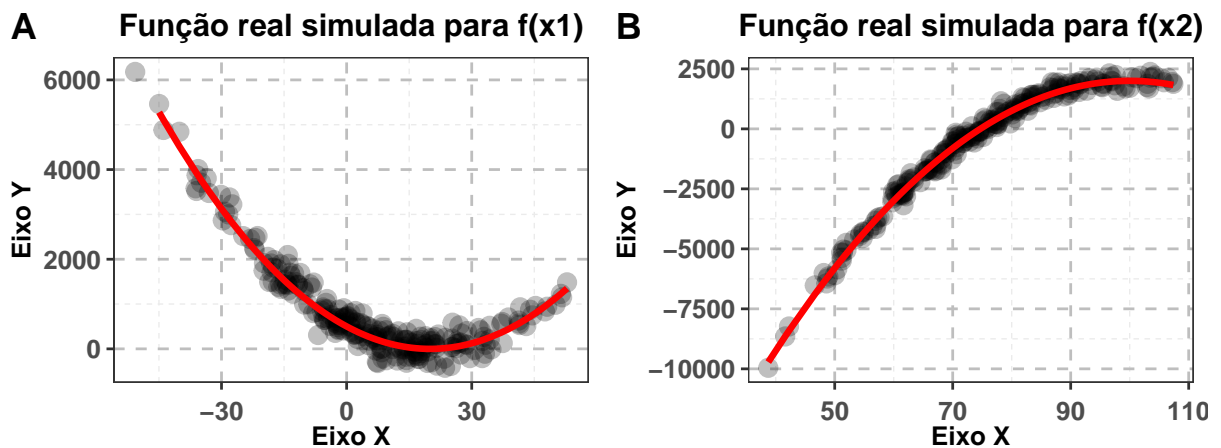 A Função real simulada para f(x1)
6000
4000
2000
0
−30 0 30
Eixo X
Eixo Y
B Função real simulada para f(x2)
2500
0
−2500
−5000
−7500
−10000
50 70 90 110
Eixo X
Eixo Y